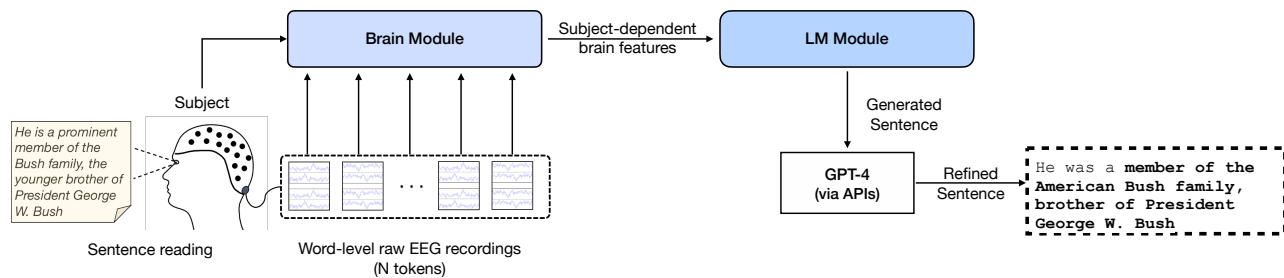 Brain Module
Subject-dependent
brain features
LM Module
Subject
He is a prominent
member of the
Bush family, the
younger brother of
President George
W. Bush
Generated
Sentence
GPT-4
(via APIs)
Refined
Sentence
He was a member of the
American Bush family,
brother of President
George W. Bush
Sentence reading
Word-level raw EEG recordings
(N tokens)